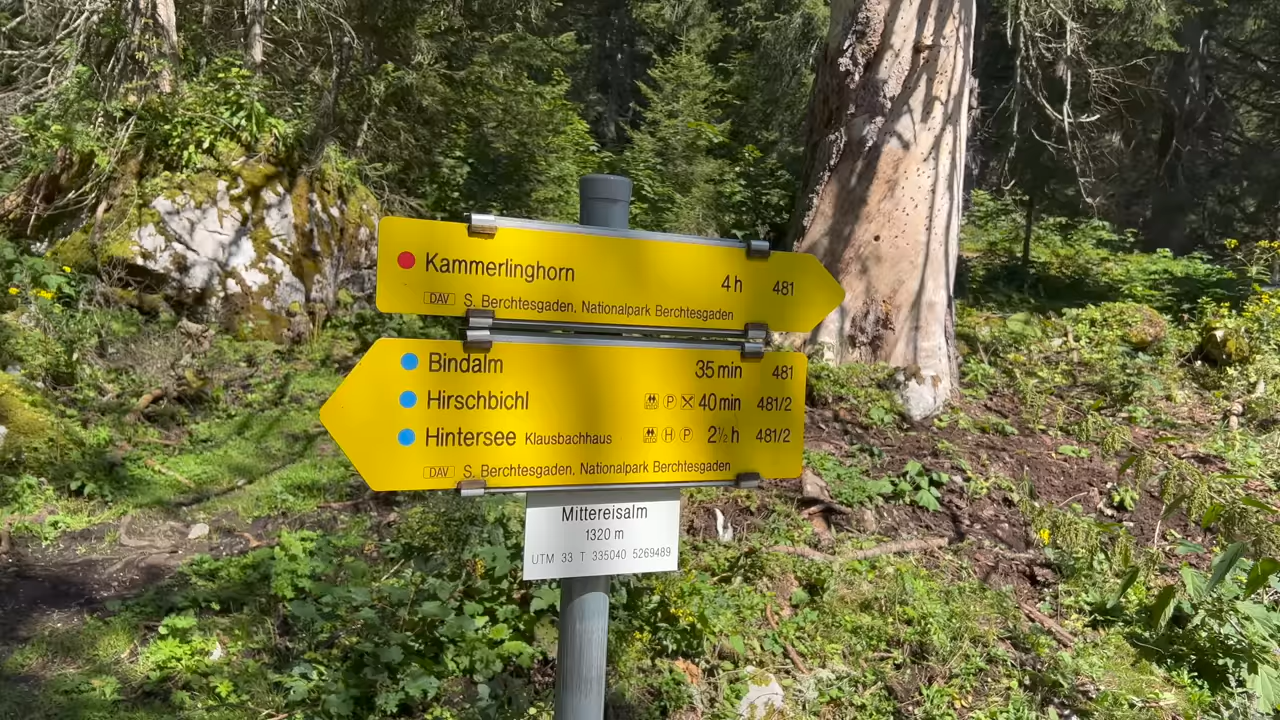 Kammerlinghorn 4 h 481
DAV S. Berchtesgaden, Nationalpark Berchtesgaden
Bindalm 35 min 481
Hirschbichl P 40 min 481/2
Hintersee Klausbachhaus H P 2½ h 481/2
DAV S. Berchtesgaden, Nationalpark Berchtesgaden
Mittereisalm
1320 m
UTM 33 T 335040 5269489